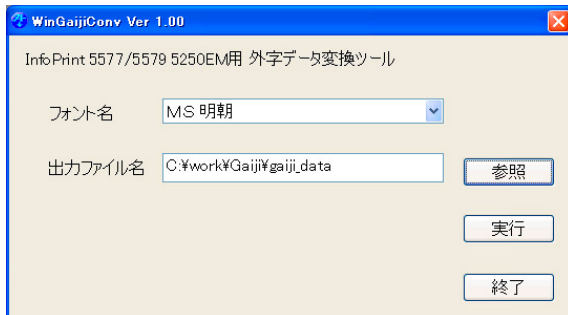 WinGaijiConv Ver 1.00
InfoPrint 5577/5579 5250EM用 外字データ変換ツール
フォント名
MS 明朝
出力ファイル名
C:¥work¥Gaiji¥gaiji_data
参照
実行
終了